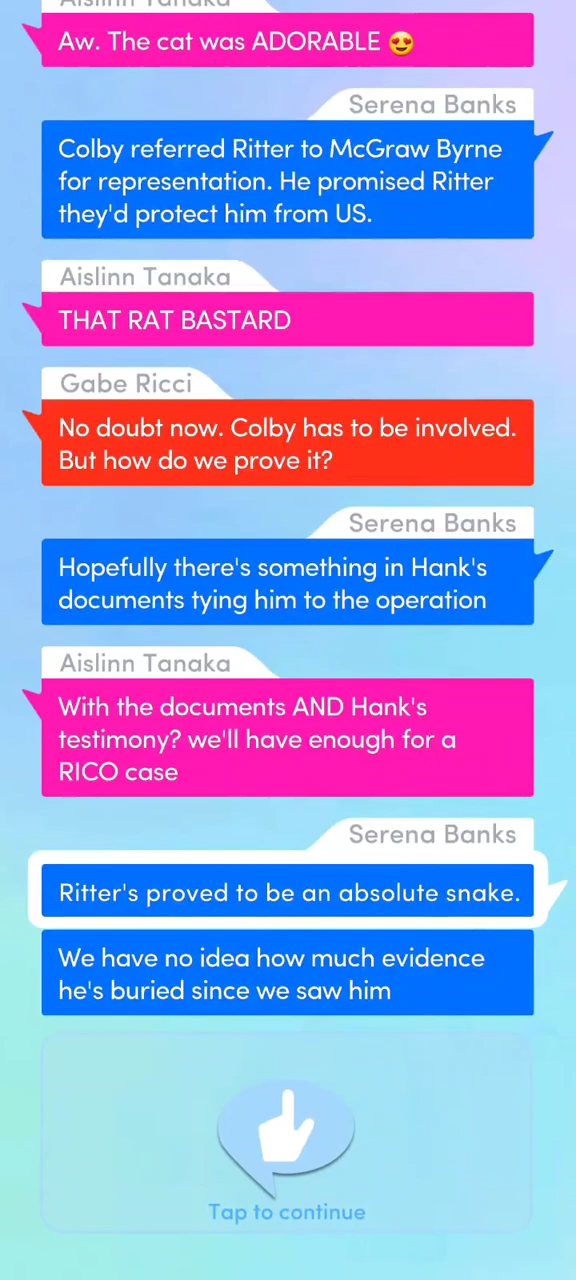 Aislinn Tanaka
Aw. The cat was ADORABLE 😍
Serena Banks
Colby referred Ritter to McGraw Byrne
for representation. He promised Ritter
they'd protect him from US.
Aislinn Tanaka
THAT RAT BASTARD
Gabe Ricci
No doubt now. Colby has to be involved.
But how do we prove it?
Serena Banks
Hopefully there's something in Hank's
documents tying him to the operation
Aislinn Tanaka
With the documents AND Hank's
testimony? we'll have enough for a
RICO case
Serena Banks
Ritter's proved to be an absolute snake.
We have no idea how much evidence
he's buried since we saw him
Tap to continue